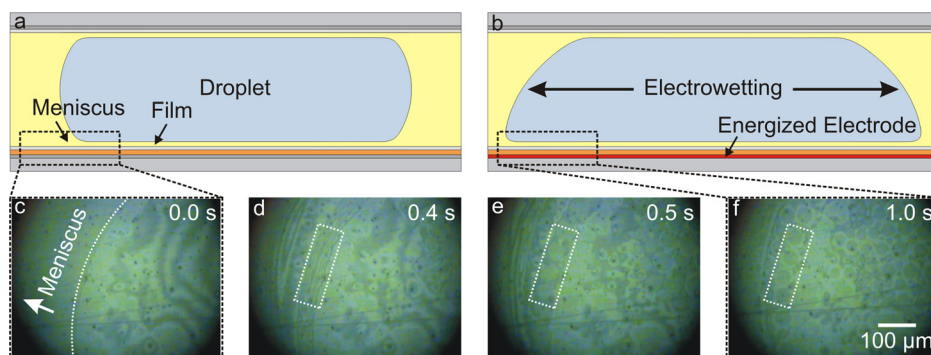 a
Droplet
Meniscus
Film
b
Electrowetting
Energized Electrode
c
0.0 s
Meniscus
d
0.4 s
e
0.5 s
f
1.0 s
100 µm